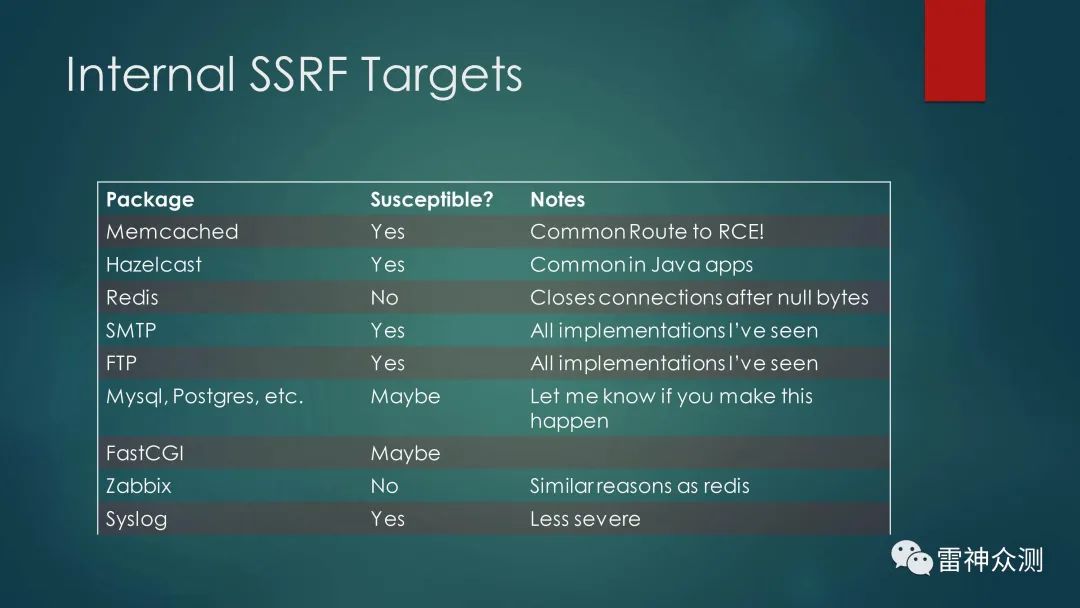 Internal SSRF Targets
Package Susceptible? Notes
Memcached Yes Common Route to RCE!
Hazelcast Yes Common in Java apps
Redis No Closes connections after null bytes
SMTP Yes All implementations I've seen
FTP Yes All implementations I've seen
Mysql, Postgres, etc. Maybe Let me know if you make this
happen
FastCGI Maybe
Zabbix No Similar reasons as redis
Syslog Yes Less severe
雷神众测